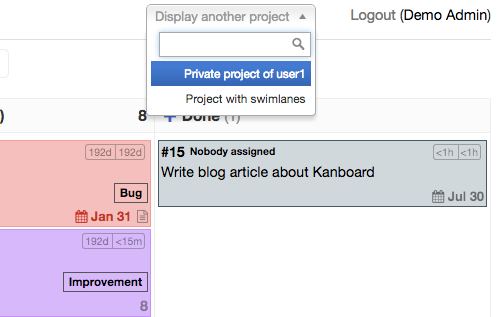 Display another project
Logout (Demo Admin)
Private project of user1
Project with swimlanes
) 8
Done (1)
192d 192d
Bug
Jan 31
192d <15m
Improvement
8
#15 Nobody assigned <1h <1h
Write blog article about Kanboard
Jul 30